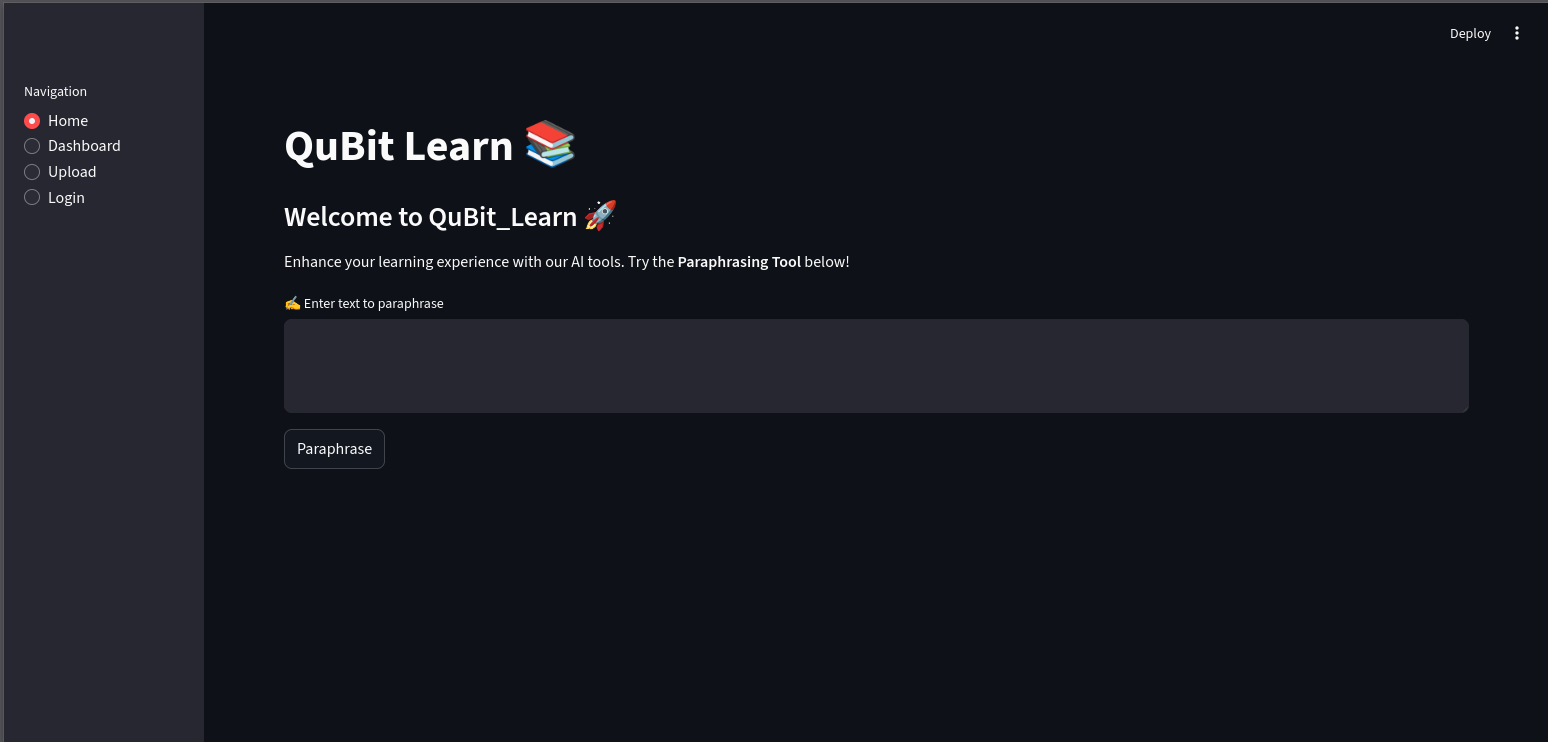 Deploy
Navigation
Home
Dashboard
Upload
Login
QuBit Learn 📚
Welcome to QuBit_Learn 🚀
Enhance your learning experience with our AI tools. Try the Paraphrasing Tool below!
✍️ Enter text to paraphrase
Paraphrase